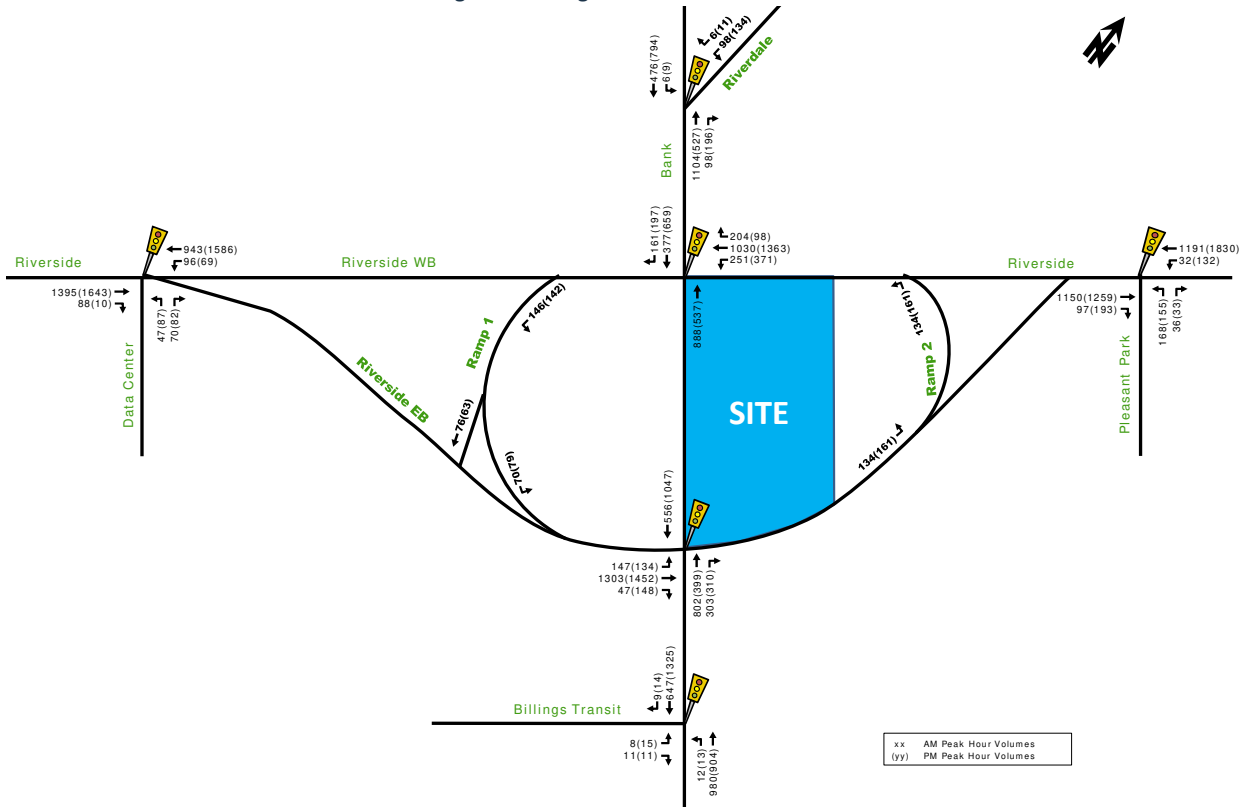 6(11)
98(134)
Riverdale
476(794)
6(9)
1104(527)
98(196)
Bank
161(197)
377(659)
204(98)
1030(1363)
251(371)
888(537)
943(1586)
96(69)
Riverside
Riverside WB
Riverside
1191(1830)
32(132)
1395(1643)
88(10)
47(87)
70(82)
Data Center
146(142)
Ramp 1
Riverside EB
76(63)
70(79)
SITE
134(161)
Ramp 2
134(161)
1150(1259)
97(193)
168(155)
36(33)
Pleasant Park
556(1047)
147(134)
1303(1452)
47(148)
802(399)
303(310)
9(14)
647(1325)
Billings Transit
8(15)
11(11)
12(13)
980(904)
xx AM Peak Hour Volumes
(yy) PM Peak Hour Volumes